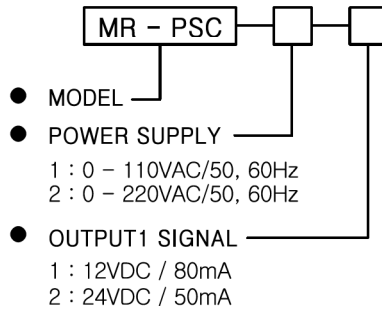 MR - PSC
● MODEL
● POWER SUPPLY
1 : 0 - 110VAC/50, 60Hz
2 : 0 - 220VAC/50, 60Hz
● OUTPUT1 SIGNAL
1 : 12VDC / 80mA
2 : 24VDC / 50mA